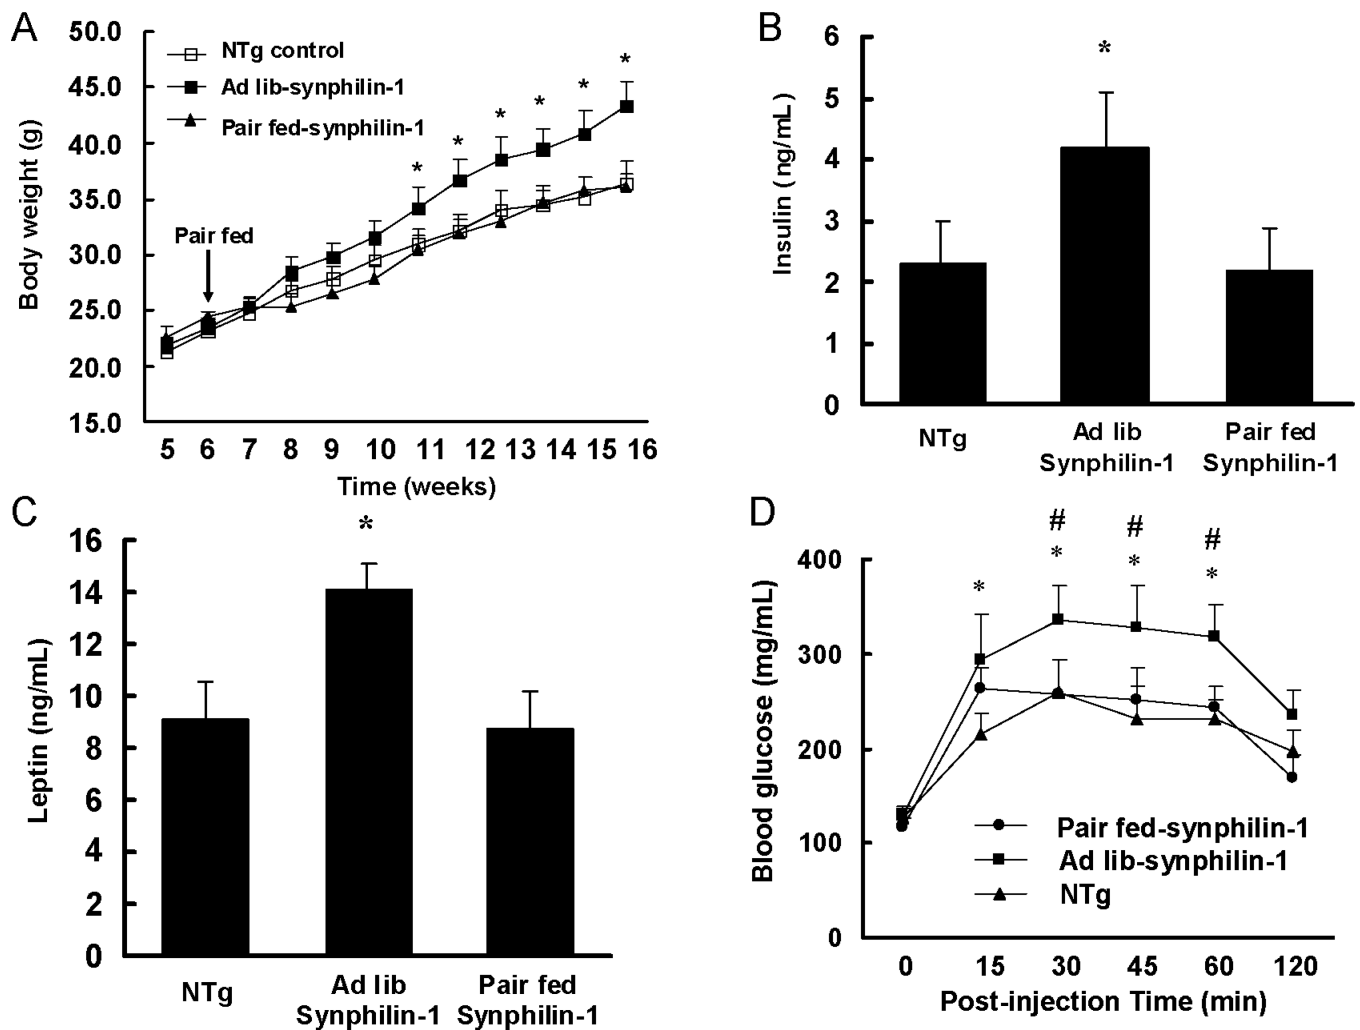 A
50.0
45.0
40.0
35.0
30.0
25.0
20.0
15.0
Body weight (g)
NTg control
Ad lib-synphilin-1
Pair fed-synphilin-1
Pair fed
* * * * * *
5 6 7 8 9 10 11 12 13 14 15 16
Time (weeks)
B
6
5
4
3
2
1
0
Insulin (ng/mL)
*
NTg
Ad lib
Synphilin-1
Pair fed
Synphilin-1
C
16
14
12
10
8
6
4
2
0
Leptin (ng/mL)
*
NTg
Ad lib
Synphilin-1
Pair fed
Synphilin-1
D
400
300
200
100
0
Blood glucose (mg/mL)
# # #
* * * *
Pair fed-synphilin-1
Ad lib-synphilin-1
NTg
0 15 30 45 60 120
Post-injection Time (min)